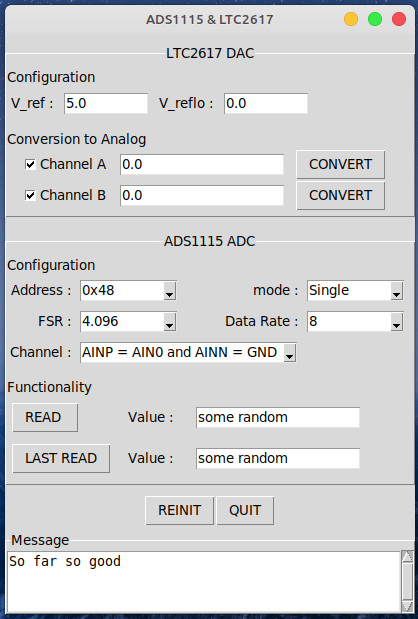 ADS1115 & LTC2617
LTC2617 DAC
Configuration
V_ref : 5.0 V_reflo : 0.0
Conversion to Analog
Channel A 0.0 CONVERT
Channel B 0.0 CONVERT
ADS1115 ADC
Configuration
Address : 0x48 mode : Single
FSR : 4.096 Data Rate : 8
Channel : AINP = AIN0 and AINN = GND
Functionality
READ Value : some random
LAST READ Value : some random
REINIT QUIT
Message
So far so good